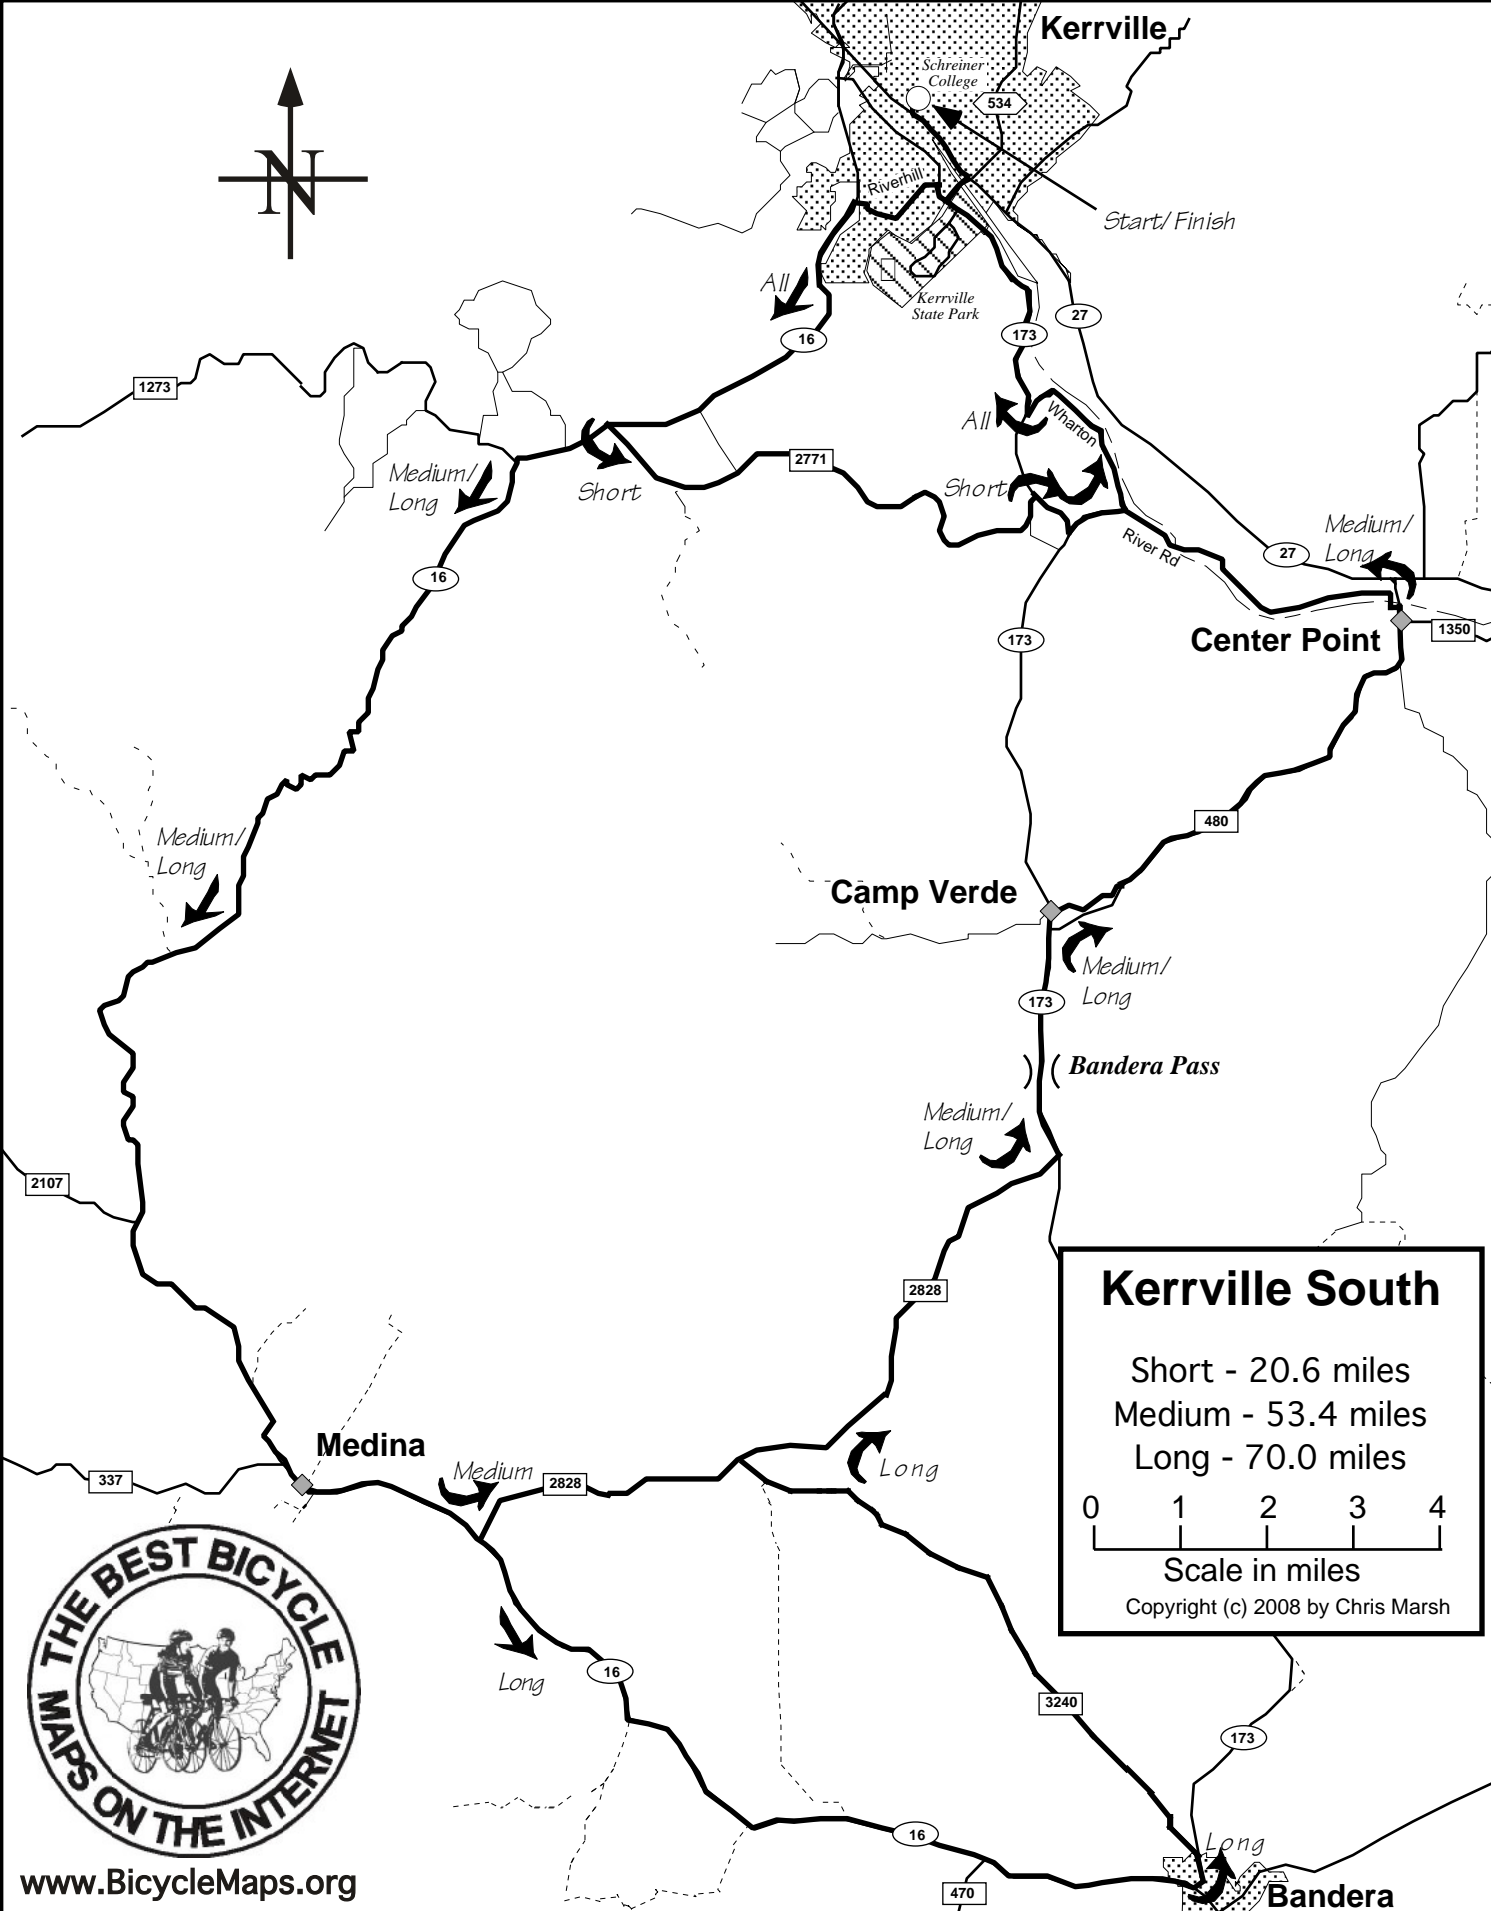 Kerrville
Schreiner
College
534
N
Riverhill
Start/Finish
All
Kerrville
State Park
27
173
16
1273
All
Wharton
Medium/
Long
2771
Short
Short
Medium/
Long
River Rd
27
16
173
Center Point
1350
480
Medium/
Long
Camp Verde
Medium/
Long
173
Bandera Pass
Medium/
Long
2107
2828
Kerrville South
Short - 20.6 miles
Medium - 53.4 miles
Long - 70.0 miles
0 1 2 3 4
Scale in miles
Copyright (c) 2008 by Chris Marsh
Medina
337
Medium
2828
Long
THE BEST BICYCLE
MAPS ON THE INTERNET
Long
16
3240
173
16
Long
470
Bandera
www.BicycleMaps.org